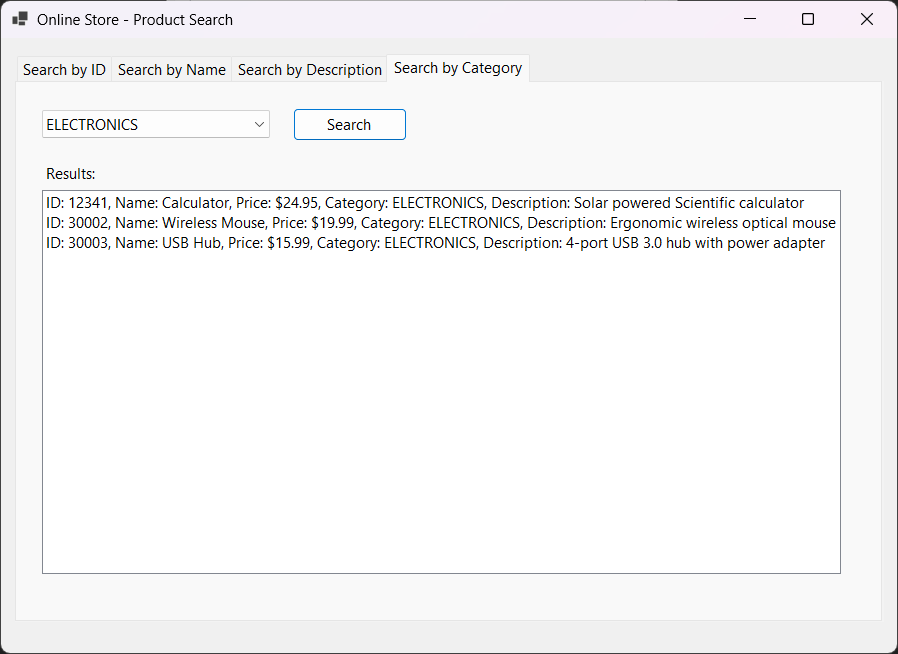 Online Store - Product Search
Search by ID Search by Name Search by Description Search by Category
ELECTRONICS Search
Results:
ID: 12341, Name: Calculator, Price: $24.95, Category: ELECTRONICS, Description: Solar powered Scientific calculator
ID: 30002, Name: Wireless Mouse, Price: $19.99, Category: ELECTRONICS, Description: Ergonomic wireless optical mouse
ID: 30003, Name: USB Hub, Price: $15.99, Category: ELECTRONICS, Description: 4-port USB 3.0 hub with power adapter